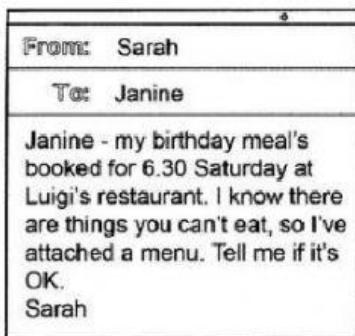 From: Sarah
To: Janine
Janine - my birthday meal's
booked for 6.30 Saturday at
Luigi's restaurant. I know there
are things you can't eat, so I've
attached a menu. Tell me if it's
OK.
Sarah